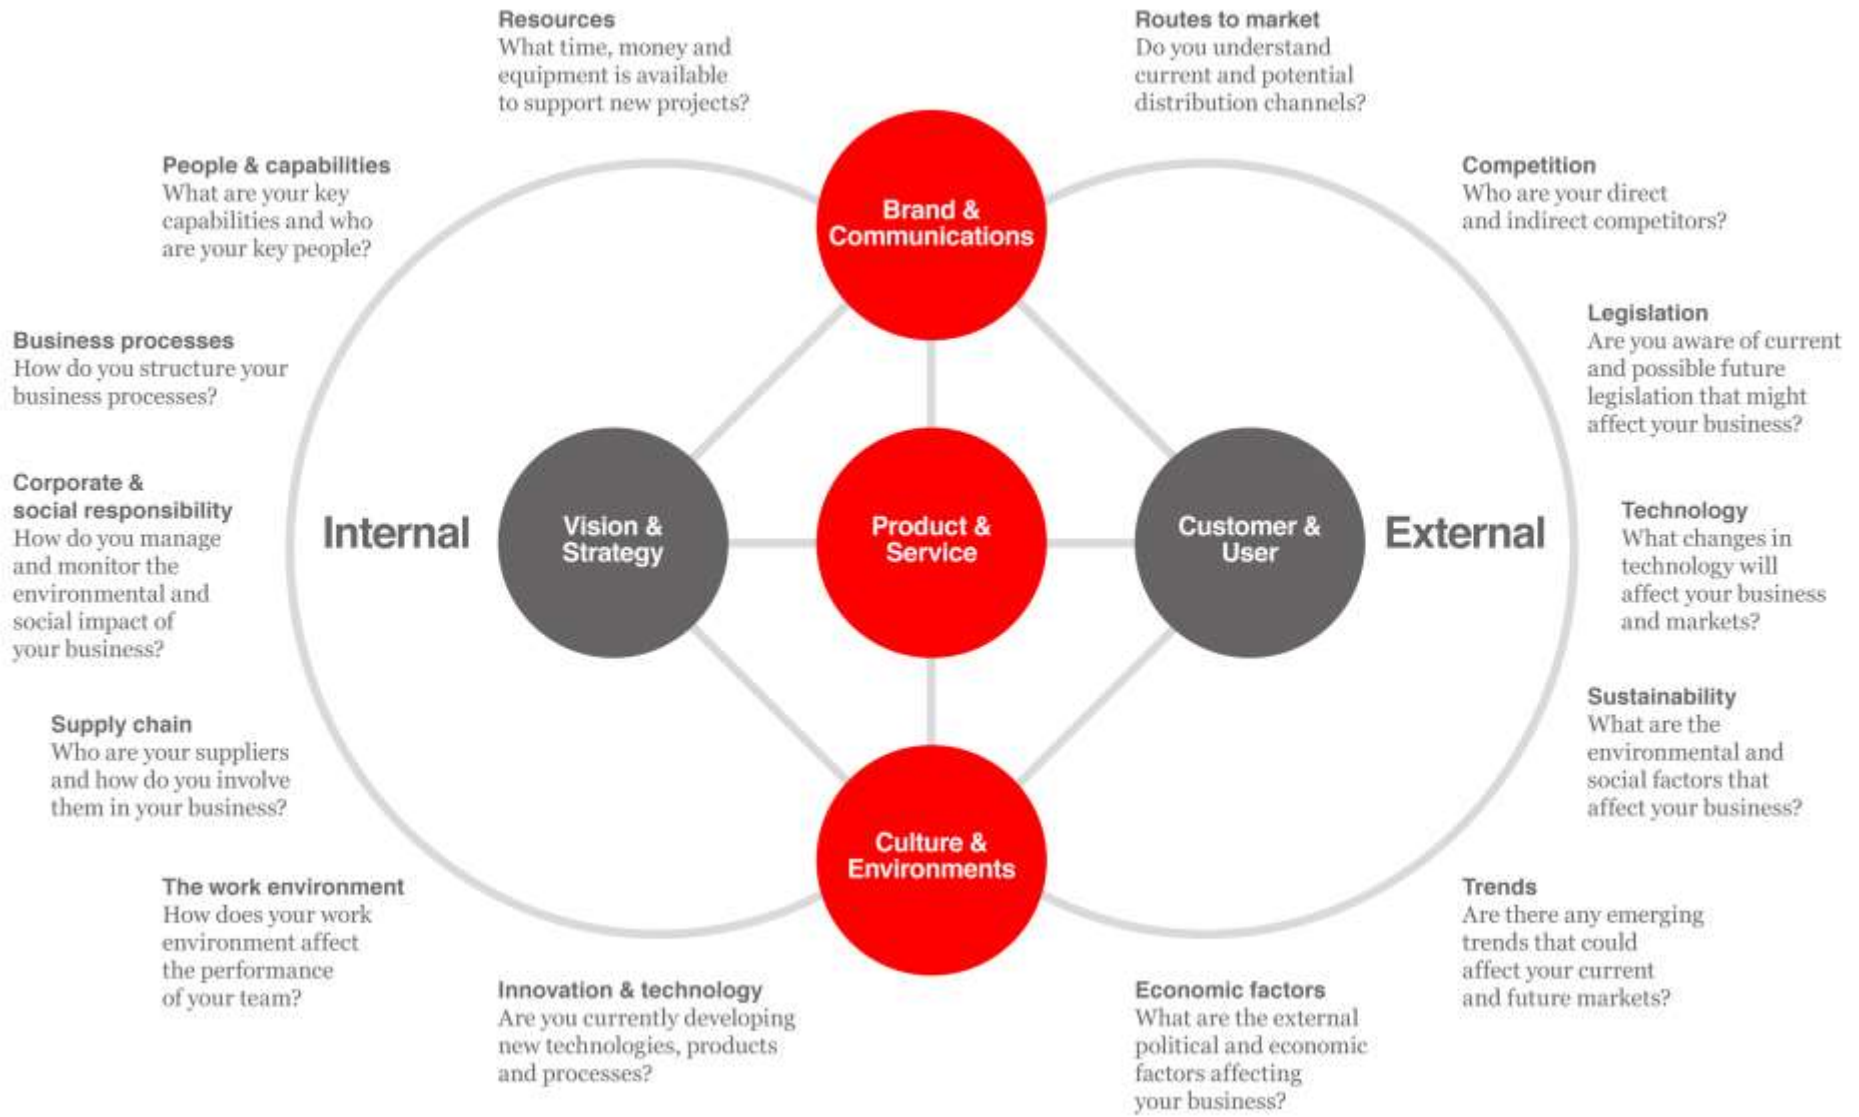 Resources
What time, money and
equipment is available
to support new projects?
Routes to market
Do you understand
current and potential
distribution channels?
People & capabilities
What are your key
capabilities and who
are your key people?
Brand &
Communications
Competition
Who are your direct
and indirect competitors?
Business processes
How do you structure your
business processes?
Legislation
Are you aware of current
and possible future
legislation that might
affect your business?
Corporate &
social responsibility
How do you manage
and monitor the
environmental and
social impact of
your business?
Internal
Vision &
Strategy
Product &
Service
Customer &
User
External
Technology
What changes in
technology will
affect your business
and markets?
Supply chain
Who are your suppliers
and how do you involve
them in your business?
Sustainability
What are the
environmental and
social factors that
affect your business?
Culture &
Environments
The work environment
How does your work
environment affect
the performance
of your team?
Trends
Are there any emerging
trends that could
affect your current
and future markets?
Innovation & technology
Are you currently developing
new technologies, products
and processes?
Economic factors
What are the external
political and economic
factors affecting
your business?